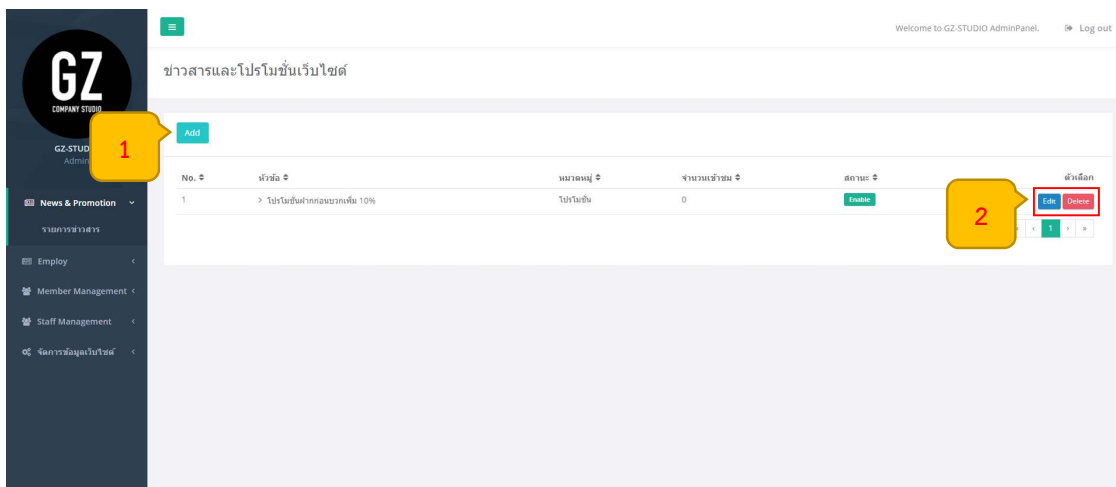 Welcome to GZ-STUDIO AdminPanel.
Log out
GZ
COMPANY STUDIO
ข่าวสารและโปรโมชั่นเว็บไซต์
1
Add
GZ-STUD
Admin
No.
หัวข้อ
หมวดหมู่
จำนวนเข้าชม
สถานะ
ตัวเลือก
1
> โปรโมชั่นฝากก่อนบวกเพิ่ม 10%
โปรโมชั่น
0
Enable
2
Edit
Delete
‹ 1 › »
News & Promotion
รายการข่าวสาร
Employ
Member Management
Staff Management
จัดการข้อมูลเว็บไซต์